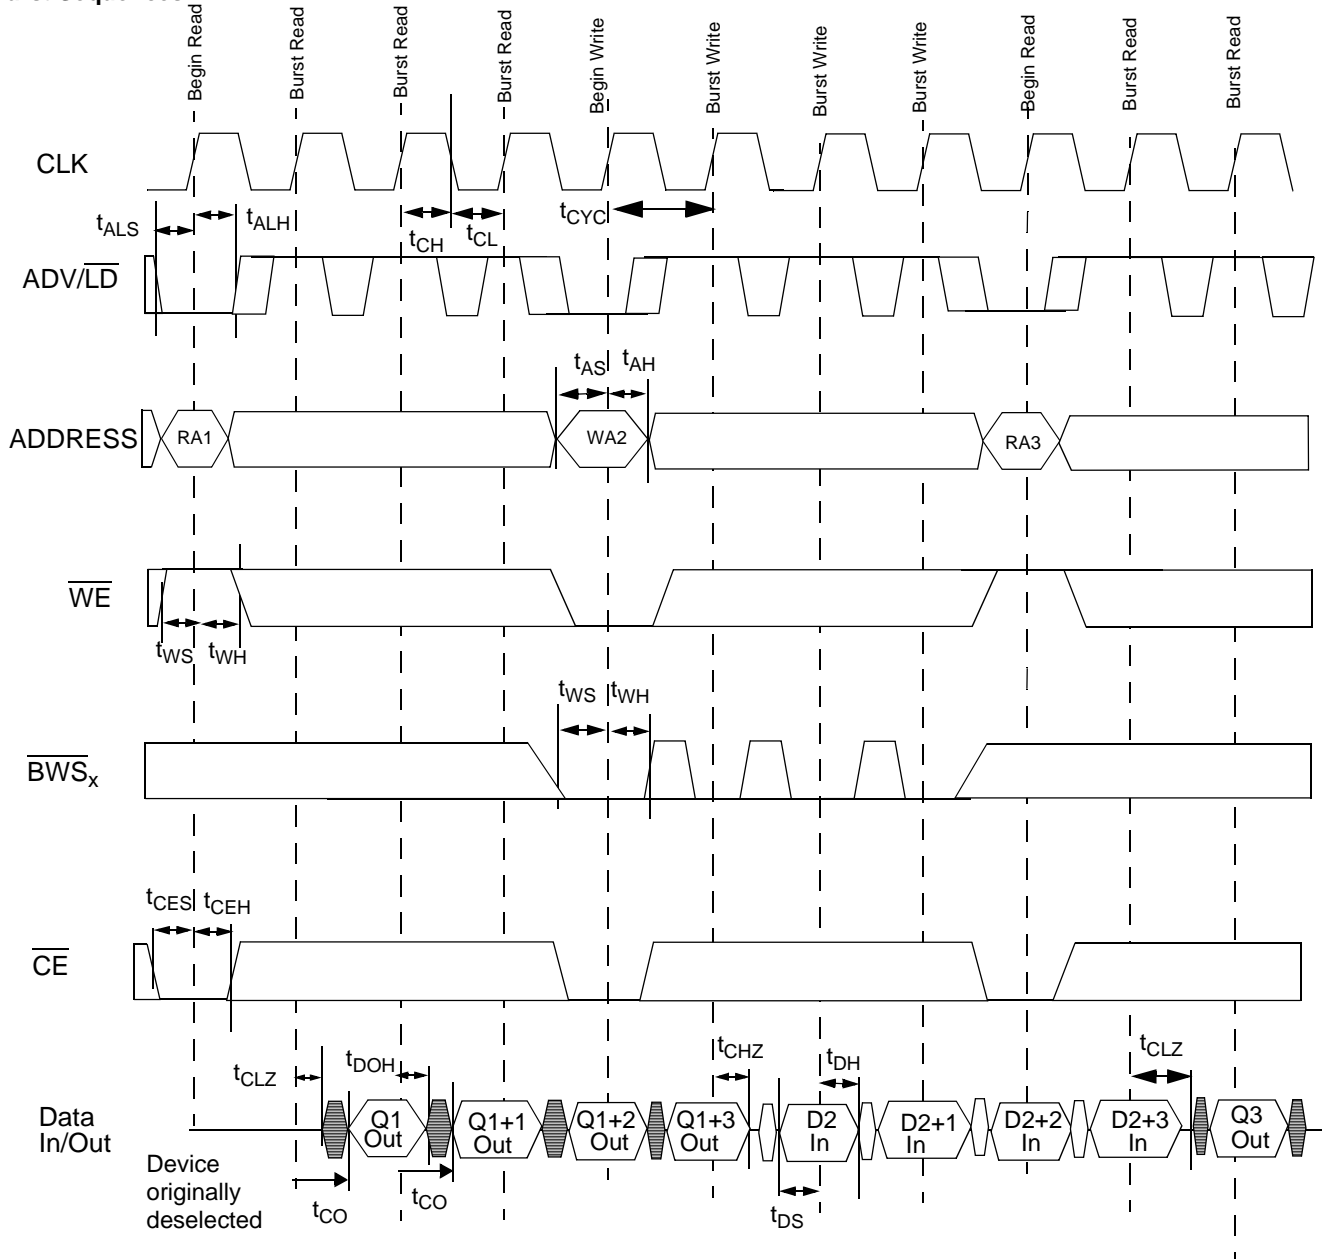 Begin Read
Burst Read
Burst Read
Burst Read
Begin Write
Burst Write
Burst Write
Burst Write
Begin Read
Burst Read
Burst Read
CLK
tALS
tALH
tCH
tCL
tCYC
ADV/LD
tAS
tAH
ADDRESS
RA1
WA2
RA3
WE
tWS
tWH
tWS
tWH
BWSx
tCES
tCEH
CE
tCLZ
tDOH
tCHZ
tDH
tCLZ
Data
In/Out
Q1
Out
Q1+1
Out
Q1+2
Out
Q1+3
Out
D2
In
D2+1
In
D2+2
In
D2+3
In
Q3
Out
Device
originally
deselected
tCO
tCO
tDS